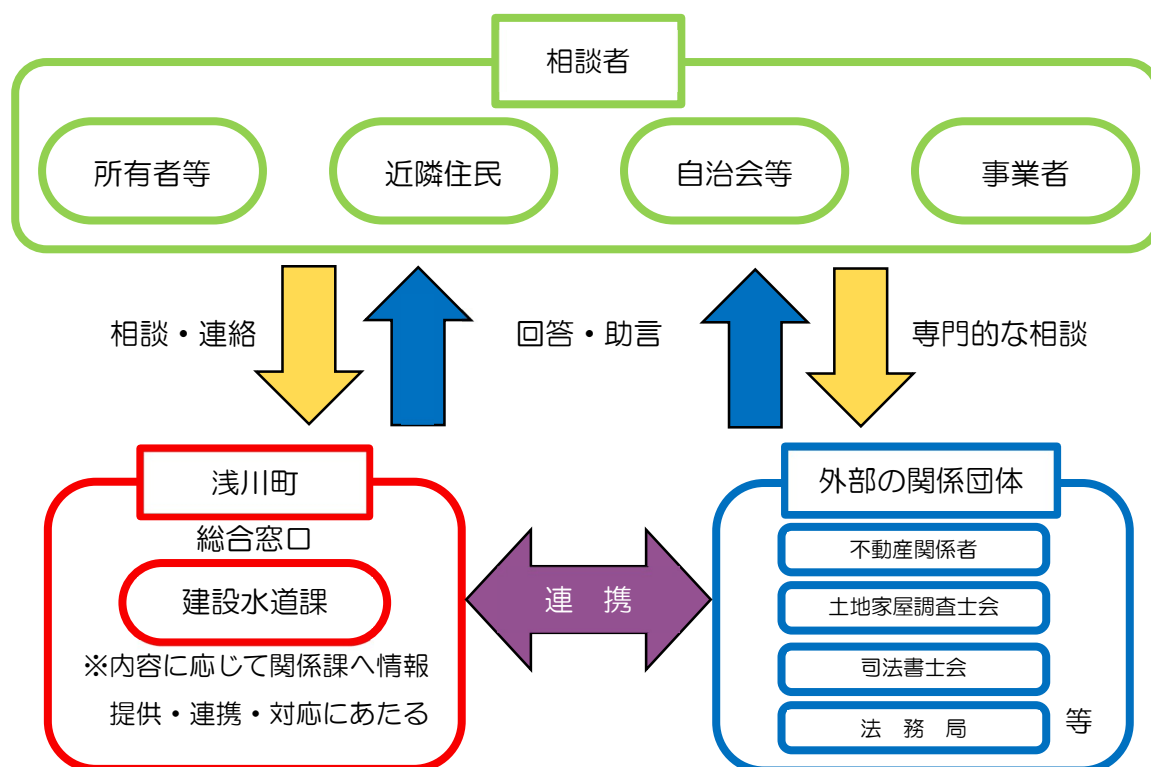 相談者
所有者等
近隣住民
自治会等
事業者
相談・連絡
回答・助言
専門的な相談
浅川町
総合窓口
建設水道課
※内容に応じて関係課へ情報
提供・連携・対応にあたる
連　携
外部の関係団体
不動産関係者
土地家屋調査士会
司法書士会
法　務　局
等